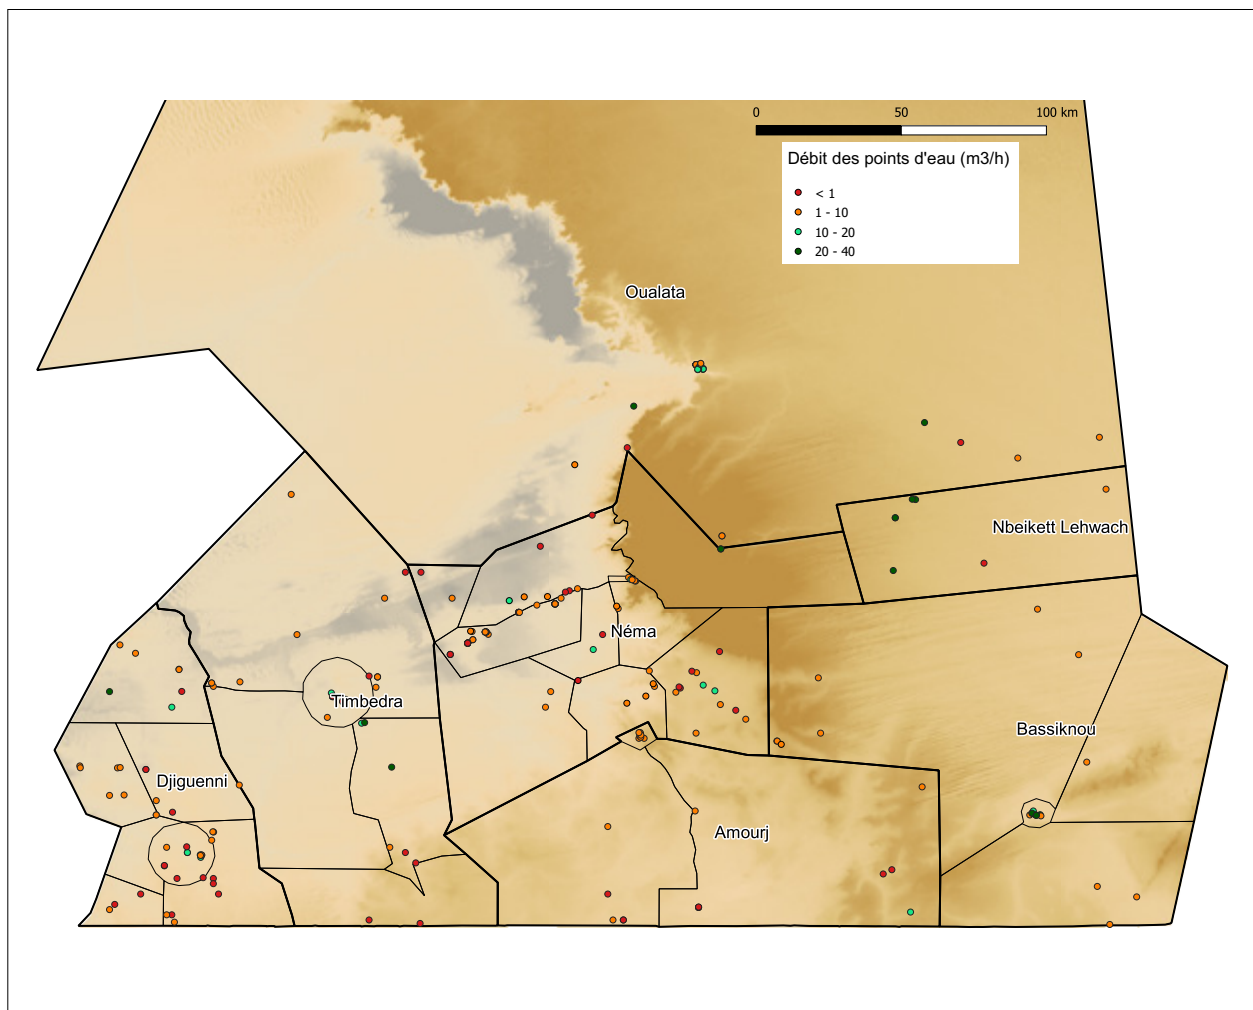 0 50 100 km
Débit des points d'eau (m3/h)
< 1
1 - 10
10 - 20
20 - 40
Oualata
Nbeikett Lehwach
Néma
Timbedra
Bassiknou
Djiguenni
Amourj